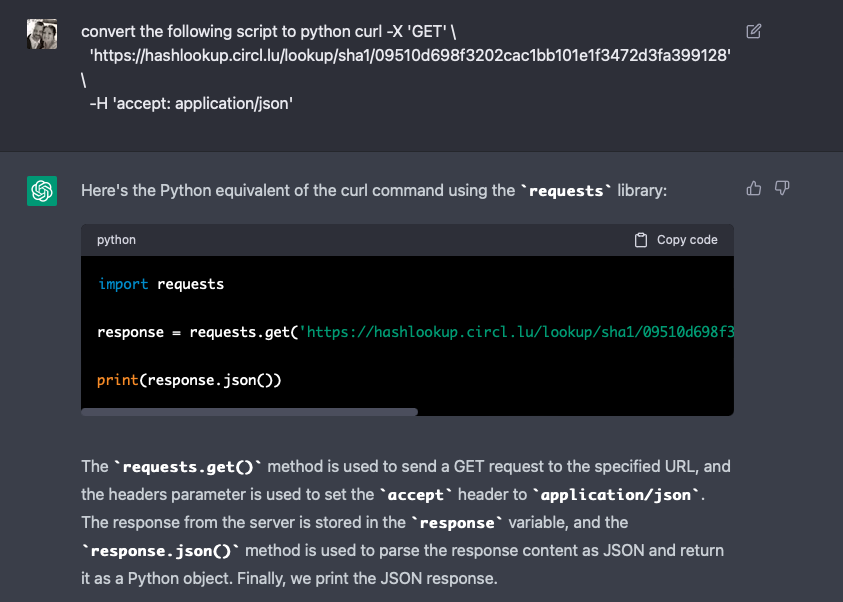 convert the following script to python curl -X 'GET' \
'https://hashlookup.circl.lu/lookup/sha1/09510d698f3202cac1bb101e1f3472d3fa399128'
\
-H 'accept: application/json'
Here's the Python equivalent of the curl command using the `requests` library:
python
Copy code
import requests
response = requests.get('https://hashlookup.circl.lu/lookup/sha1/09510d698f3
print(response.json())
The `requests.get()` method is used to send a GET request to the specified URL, and
the headers parameter is used to set the `accept` header to `application/json`.
The response from the server is stored in the `response` variable, and the
`response.json()` method is used to parse the response content as JSON and return
it as a Python object. Finally, we print the JSON response.